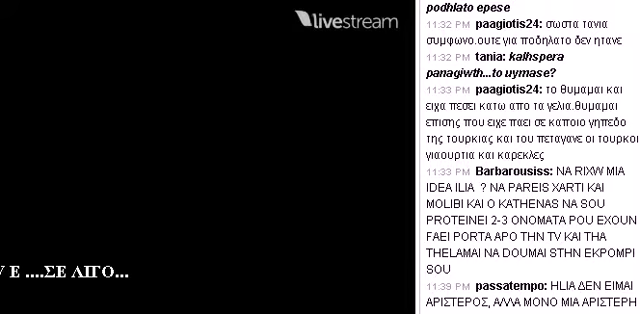 livestream
V E ....ΣΕ ΛΙΓΟ...
podhlato epese
11:32 PM paagiotis24: σωστα τανια
συμφωνο.ουτε για ποδηλατο δεν ητανε
11:32 PM tania: kalhspera
panagiwth...to uymase?
11:33 PM paagiotis24: το θυμαμαι και
ειχα πεσει κατω απο τα γελια.θυμαμαι
επισης που ειχε παει σε καποιο γηπεδο
της τουρκιας και του πεταγανε οι τουρκοι
γιαουρτια και καρεκλες
11:33 PM Barbarousiss: NA RIXW MIA
IDEA ILIA ? NA PAREIS XARTI KAI
MOLIBI KAI O KATHENAS NA SOU
PROTEINEI 2-3 ONOMATA POU EXOUN
FAEI PORTA APO THN TV KAI THA
THELAMAI NA DOUMAI STHN EKPOMPI
SOU
11:39 PM passatempo: ΗLΙΑ ΔΕΝ ΕΙΜΑΙ
ΑΡΙΣΤΕΡΟΣ, ΑΛΛΑ ΜΟΝΟ ΜΙΑ ΑΡΙΣΤΕΡΗ